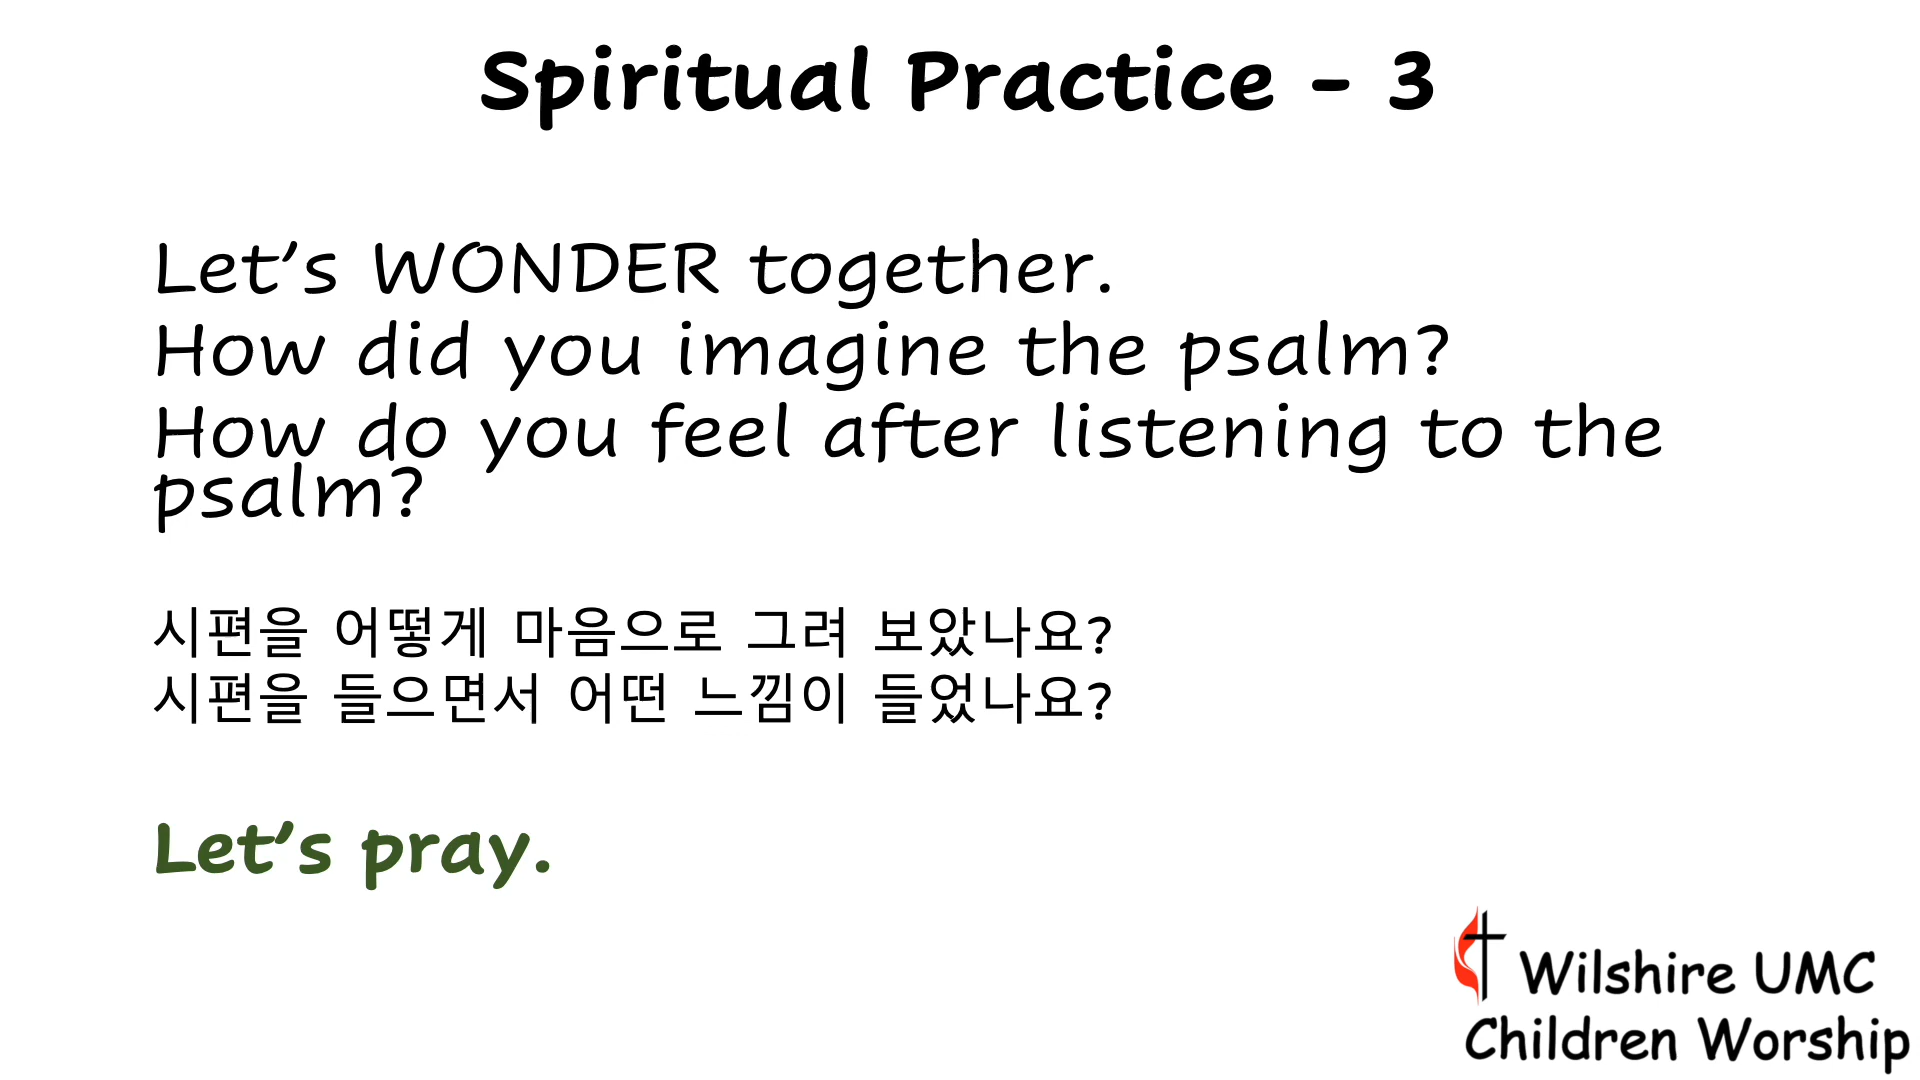 Spiritual Practice - 3
Let’s WONDER together.
How did you imagine the psalm?
How do you feel after listening to the
psalm?
시편을 어떻게 마음으로 그려 보았나요?
시편을 들으면서 어떤 느낌이 들었나요?
Let’s pray.
Wilshire UMC
Children Worship